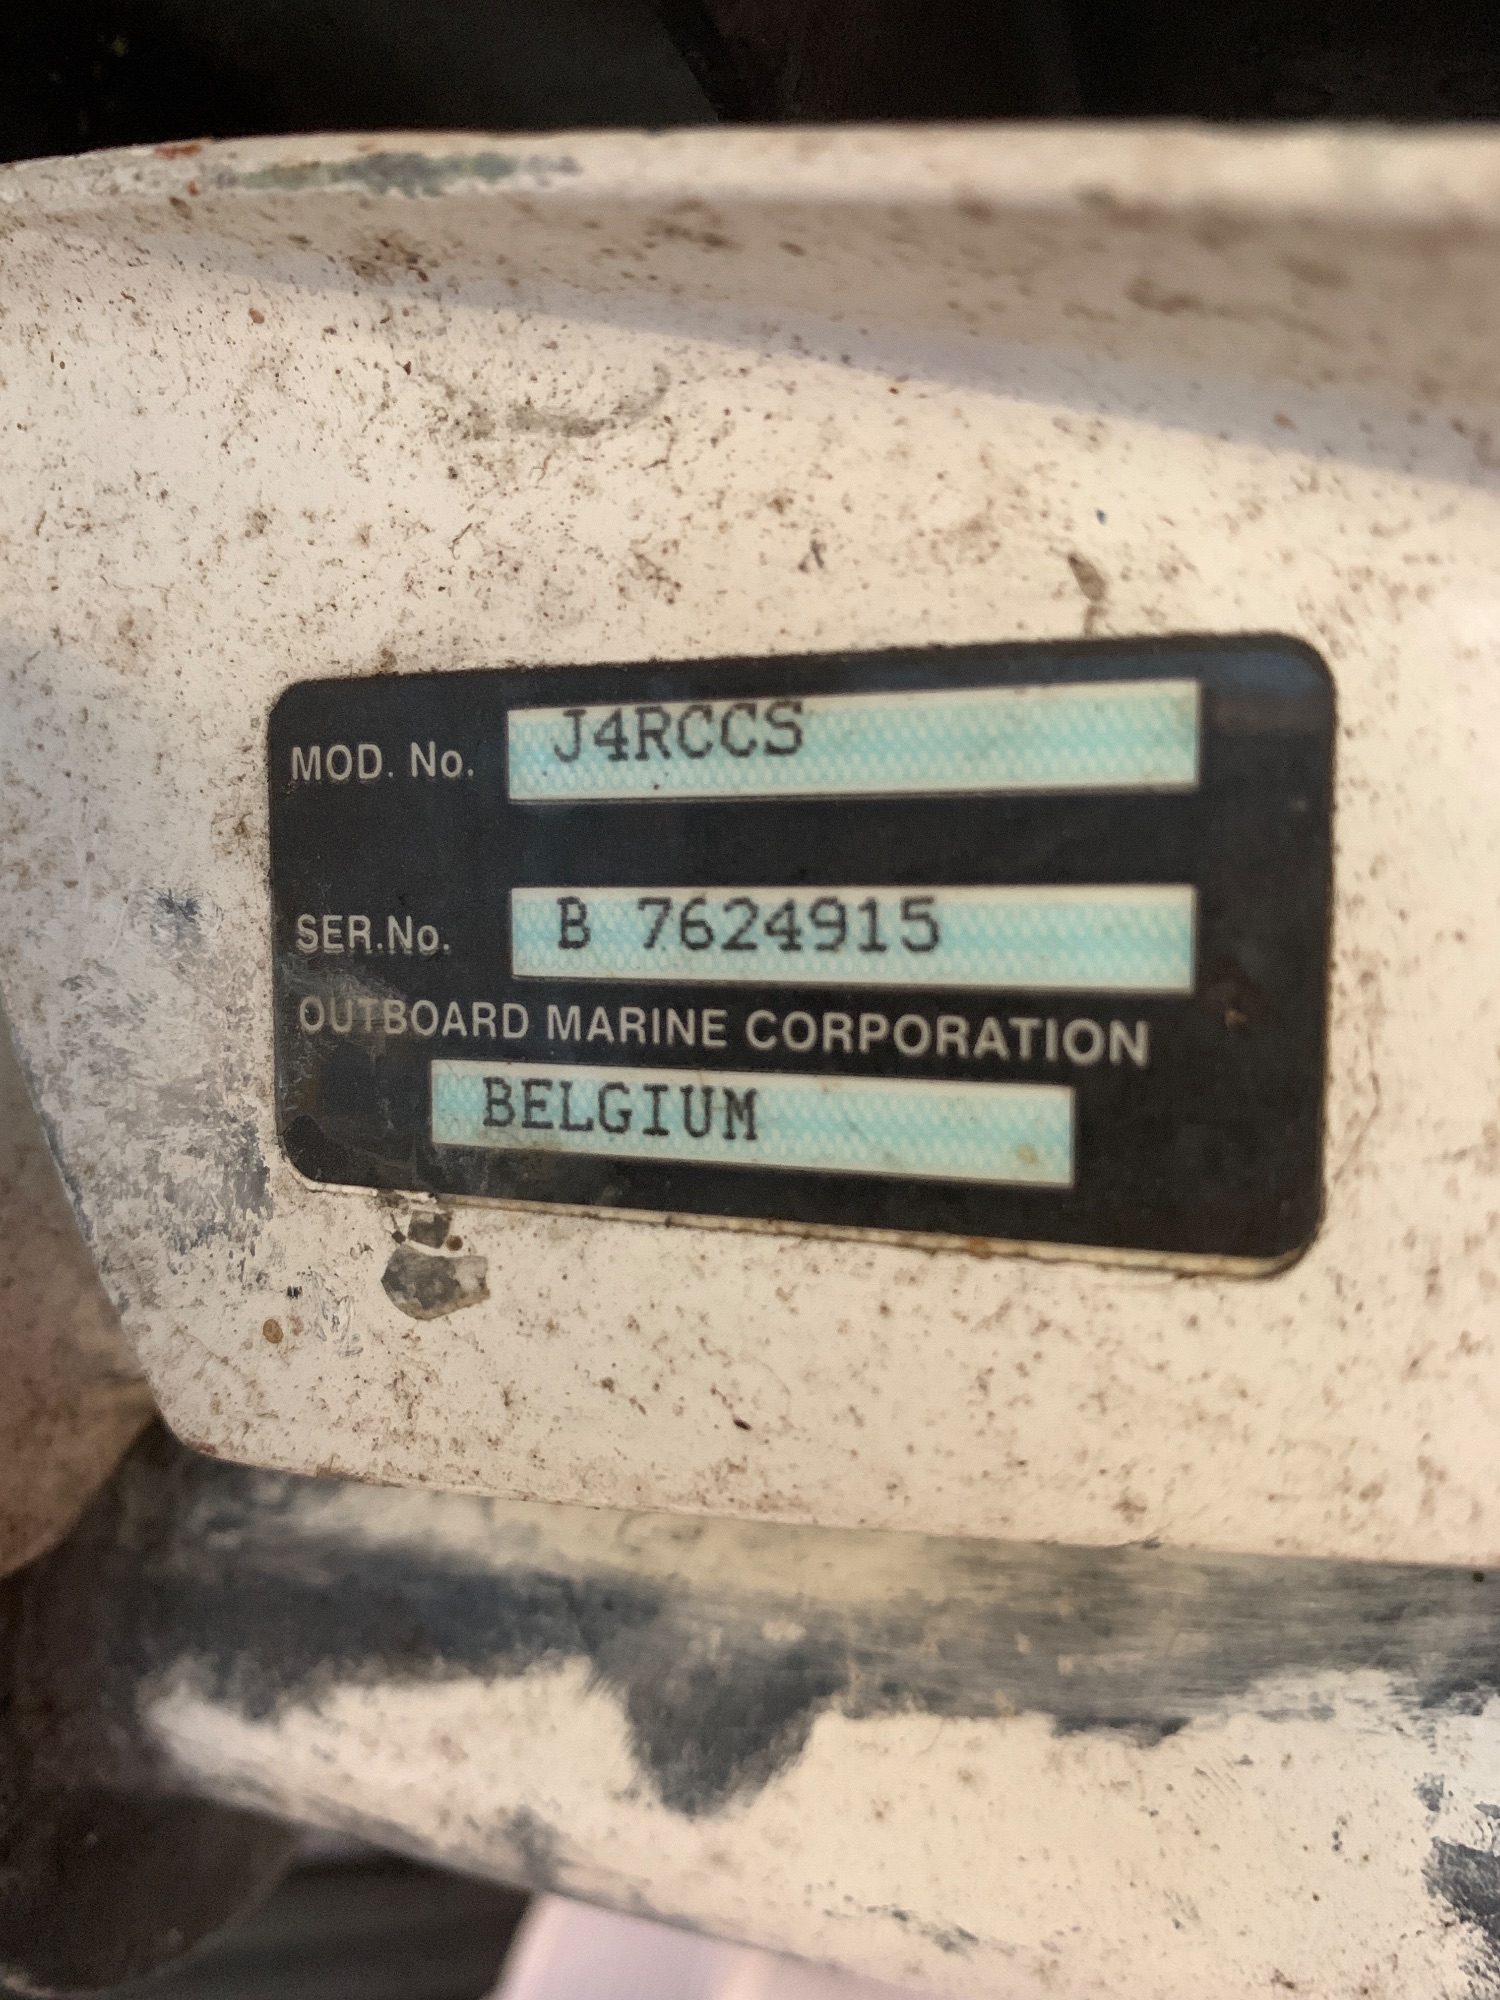 MOD. No. J4RCCS
SER.No. B 7624915
OUTBOARD MARINE CORPORATION
BELGIUM